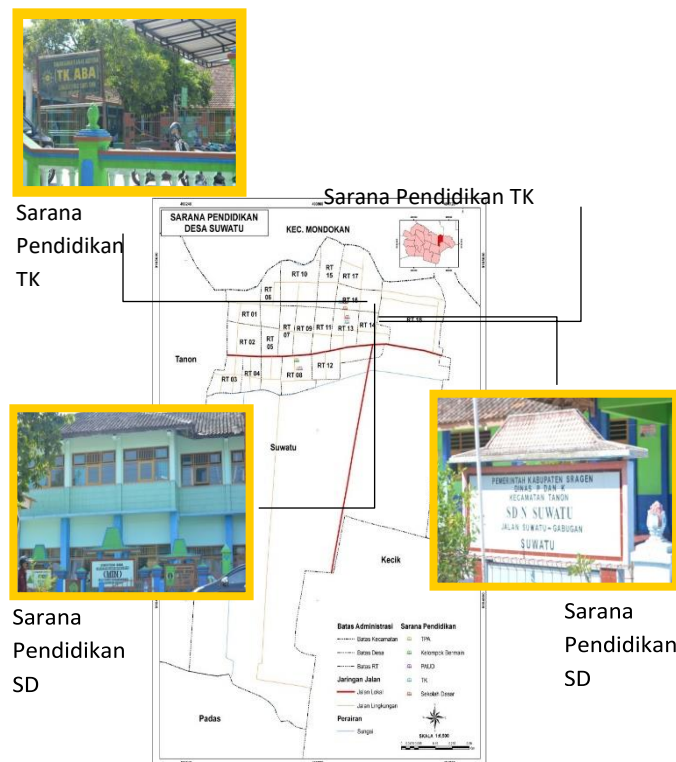 TK ABA
Sarana
Pendidikan
TK
Sarana Pendidikan TK
SARANA PENDIDIKAN
DESA SUWATU
KEC. MONDOKAN
RT 10
RT
15
RT 17
RT
06
RT 01
RT 16
RT 18
RT 02
RT
05
RT
07
RT 09
RT 11
RT 13
RT 14
Tanon
RT 03
RT 04
RT 08
RT 12
Suwatu
Kecik
Padas
PEMERINTAH KABUPATEN SRAGEN
DINAS P DAN K
KECAMATAN TANON
SD N SUWATU
JALAN SUWATU-GABUGAN
SUWATU
Sarana
Pendidikan
SD
Sarana
Pendidikan
SD
Batas Administrasi
Batas Kecamatan
Batas Desa
Batas RT
Jaringan Jalan
Jalan Lokal
Jalan Lingkungan
Perairan
Sungai
Sarana Pendidikan
TPA
Kelompok Bermain
PAUD
TK
Sekolah Dasar